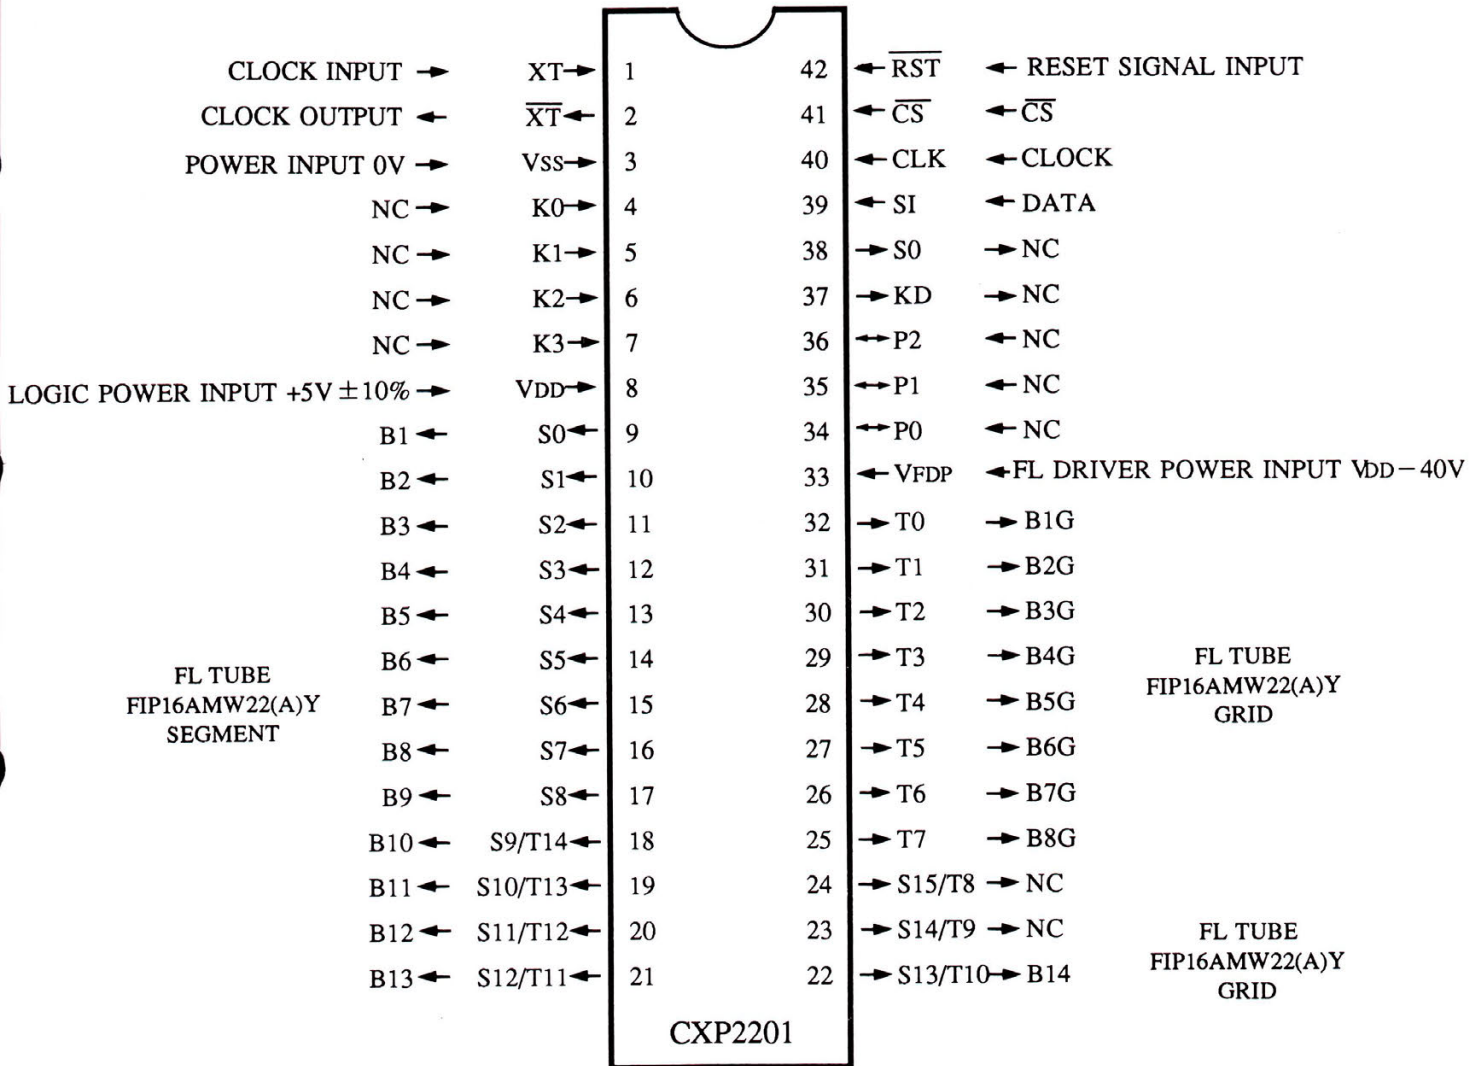 CLOCK INPUT → XT→ 1 42 ←R̅S̅T̅ ← RESET SIGNAL INPUT
CLOCK OUTPUT ← X̅T̅← 2 41 ←C̅S̅ ←C̅S̅
POWER INPUT 0V → VSS→ 3 40 ←CLK ←CLOCK
NC→ K0→ 4 39 ←SI ←DATA
NC→ K1→ 5 38 →S0 →NC
NC→ K2→ 6 37 →KD →NC
NC→ K3→ 7 36 ↔P2 ←NC
LOGIC POWER INPUT +5V±10%→ VDD→ 8 35 ↔P1 ←NC
B1← S0← 9 34 ↔P0 ←NC
B2← S1← 10 33 ←VFDP ←FL DRIVER POWER INPUT VDD−40V
B3← S2← 11 32 →T0 →B1G
B4← S3← 12 31 →T1 →B2G
B5← S4← 13 30 →T2 →B3G
B6← S5← 14 29 →T3 →B4G
B7← S6← 15 28 →T4 →B5G
B8← S7← 16 27 →T5 →B6G
B9← S8← 17 26 →T6 →B7G
B10← S9/T14← 18 25 →T7 →B8G
B11← S10/T13← 19 24 →S15/T8 →NC
B12← S11/T12← 20 23 →S14/T9 →NC
B13← S12/T11← 21 22 →S13/T10→B14
FL TUBE
FIP16AMW22(A)Y
SEGMENT
FL TUBE
FIP16AMW22(A)Y
GRID
FL TUBE
FIP16AMW22(A)Y
GRID
CXP2201